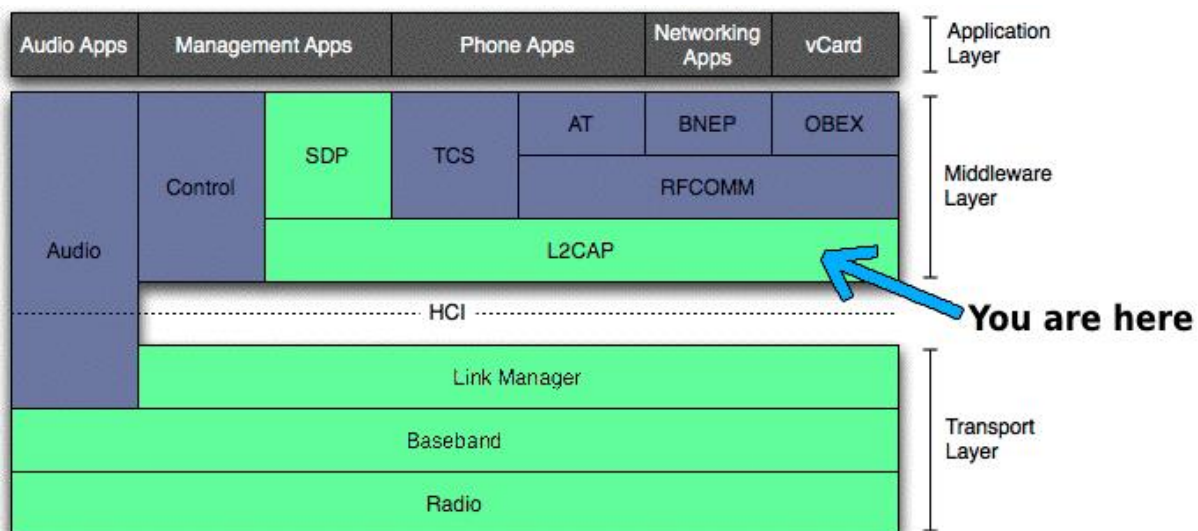 Audio Apps
Management Apps
Phone Apps
Networking
Apps
vCard
Application
Layer
Audio
Control
SDP
TCS
AT
BNEP
OBEX
RFCOMM
L2CAP
Middleware
Layer
HCI
You are here
Link Manager
Baseband
Radio
Transport
Layer